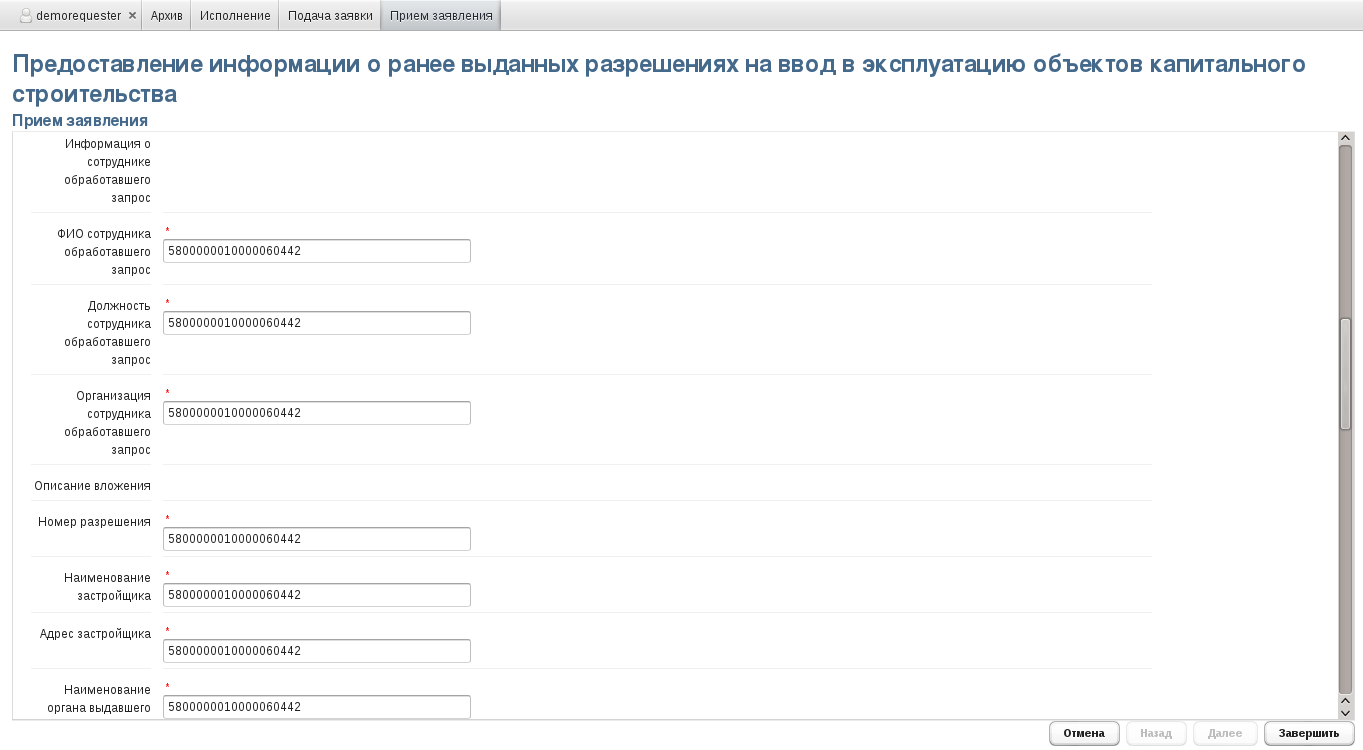 demorequester × Архив Исполнение Подача заявки Прием заявления
Предоставление информации о ранее выданных разрешениях на ввод в эксплуатацию объектов капитального
строительства
Прием заявления
Информация о
сотруднике
обработавшего
запрос
ФИО сотрудника
обработавшего
запрос
*
5800000010000060442
Должность
сотрудника
обработавшего
запрос
*
5800000010000060442
Организация
сотрудника
обработавшего
запрос
*
5800000010000060442
Описание вложения
Номер разрешения *
5800000010000060442
Наименование
застройщика
*
5800000010000060442
Адрес застройщика *
5800000010000060442
Наименование
органа выдавшего
*
5800000010000060442
Отмена Назад Далее Завершить